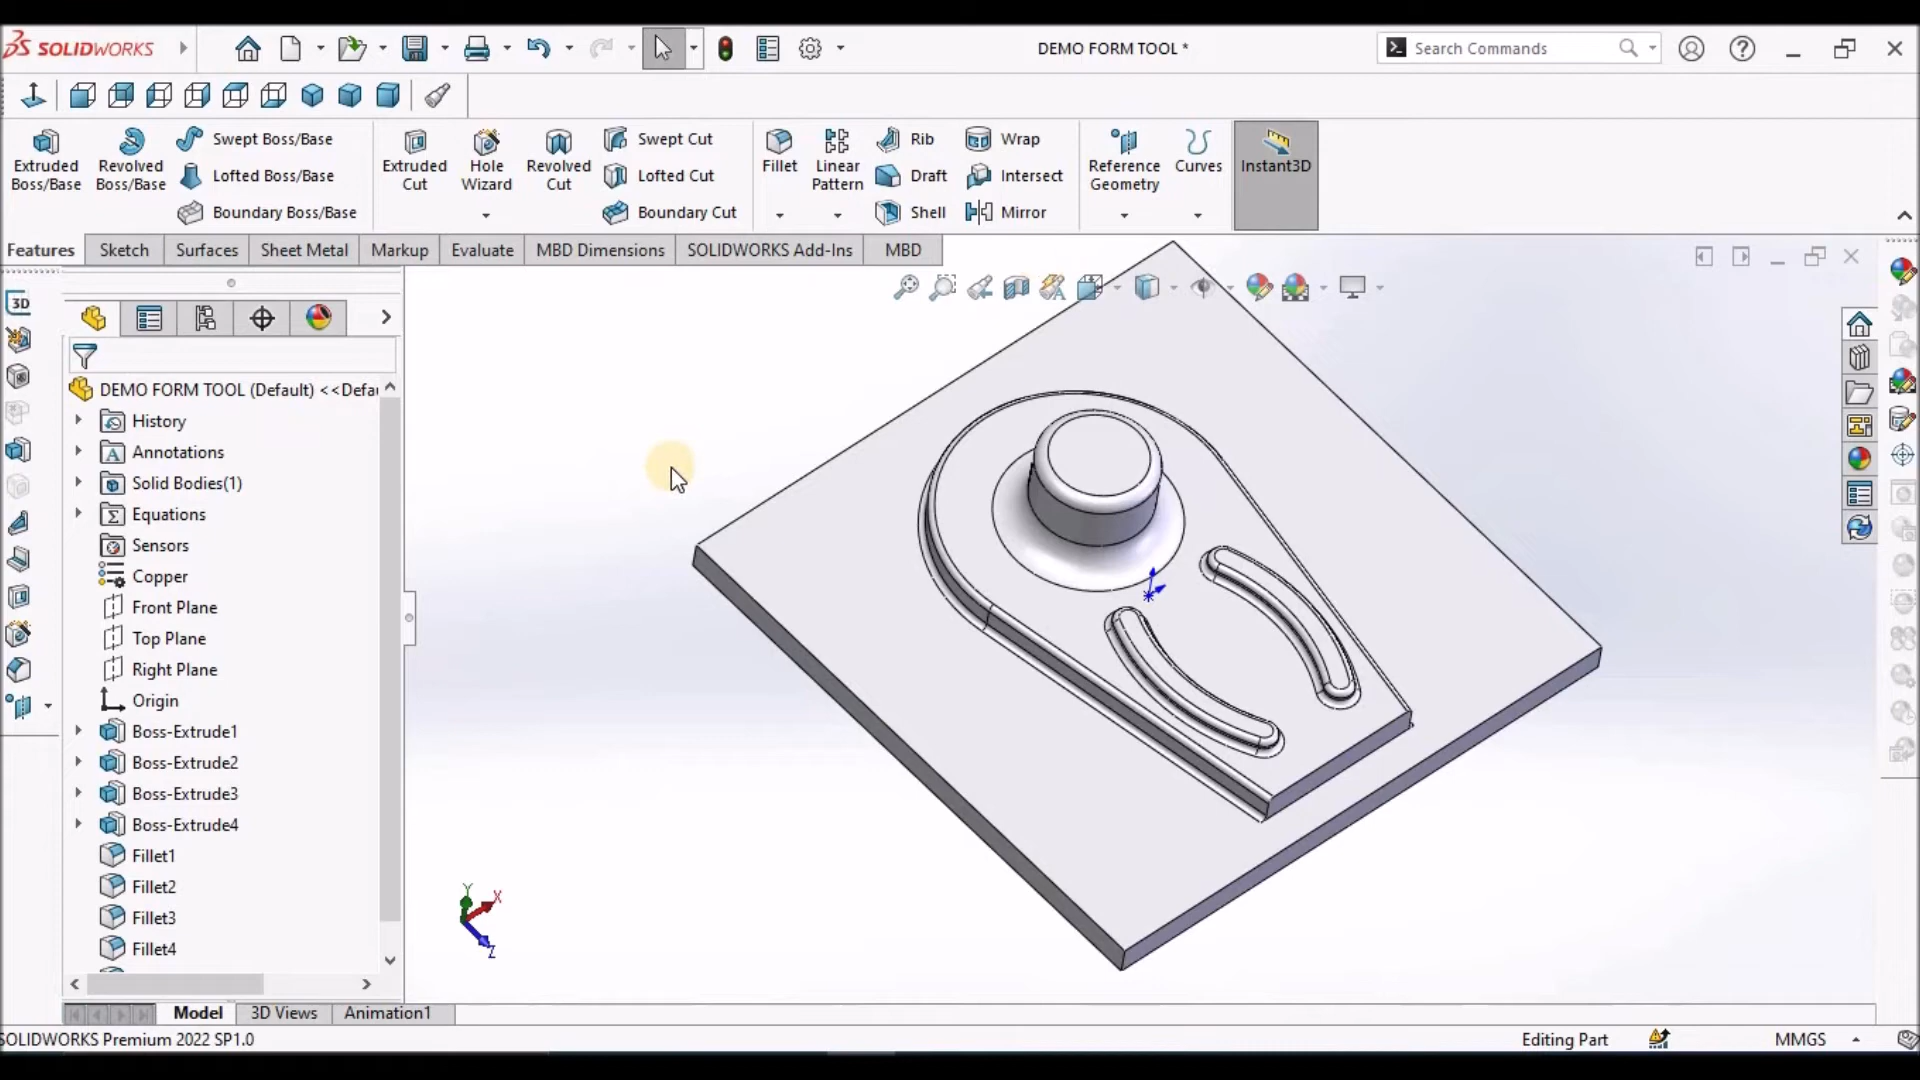 SOLIDWORKS
DEMO FORM TOOL *
Search Commands
Extruded Boss/Base
Revolved Boss/Base
Swept Boss/Base
Lofted Boss/Base
Boundary Boss/Base
Extruded Cut
Hole Wizard
Revolved Cut
Swept Cut
Lofted Cut
Boundary Cut
Fillet
Linear Pattern
Rib
Draft
Shell
Wrap
Intersect
Mirror
Reference Geometry
Curves
Instant3D
Features Sketch Surfaces Sheet Metal Markup Evaluate MBD Dimensions SOLIDWORKS Add-Ins MBD
3D
DEMO FORM TOOL (Default) <<Defau
History
Annotations
Solid Bodies(1)
Equations
Sensors
Copper
Front Plane
Top Plane
Right Plane
Origin
Boss-Extrude1
Boss-Extrude2
Boss-Extrude3
Boss-Extrude4
Fillet1
Fillet2
Fillet3
Fillet4
Y
X
Z
Model 3D Views Animation1
SOLIDWORKS Premium 2022 SP1.0
Editing Part
MMGS